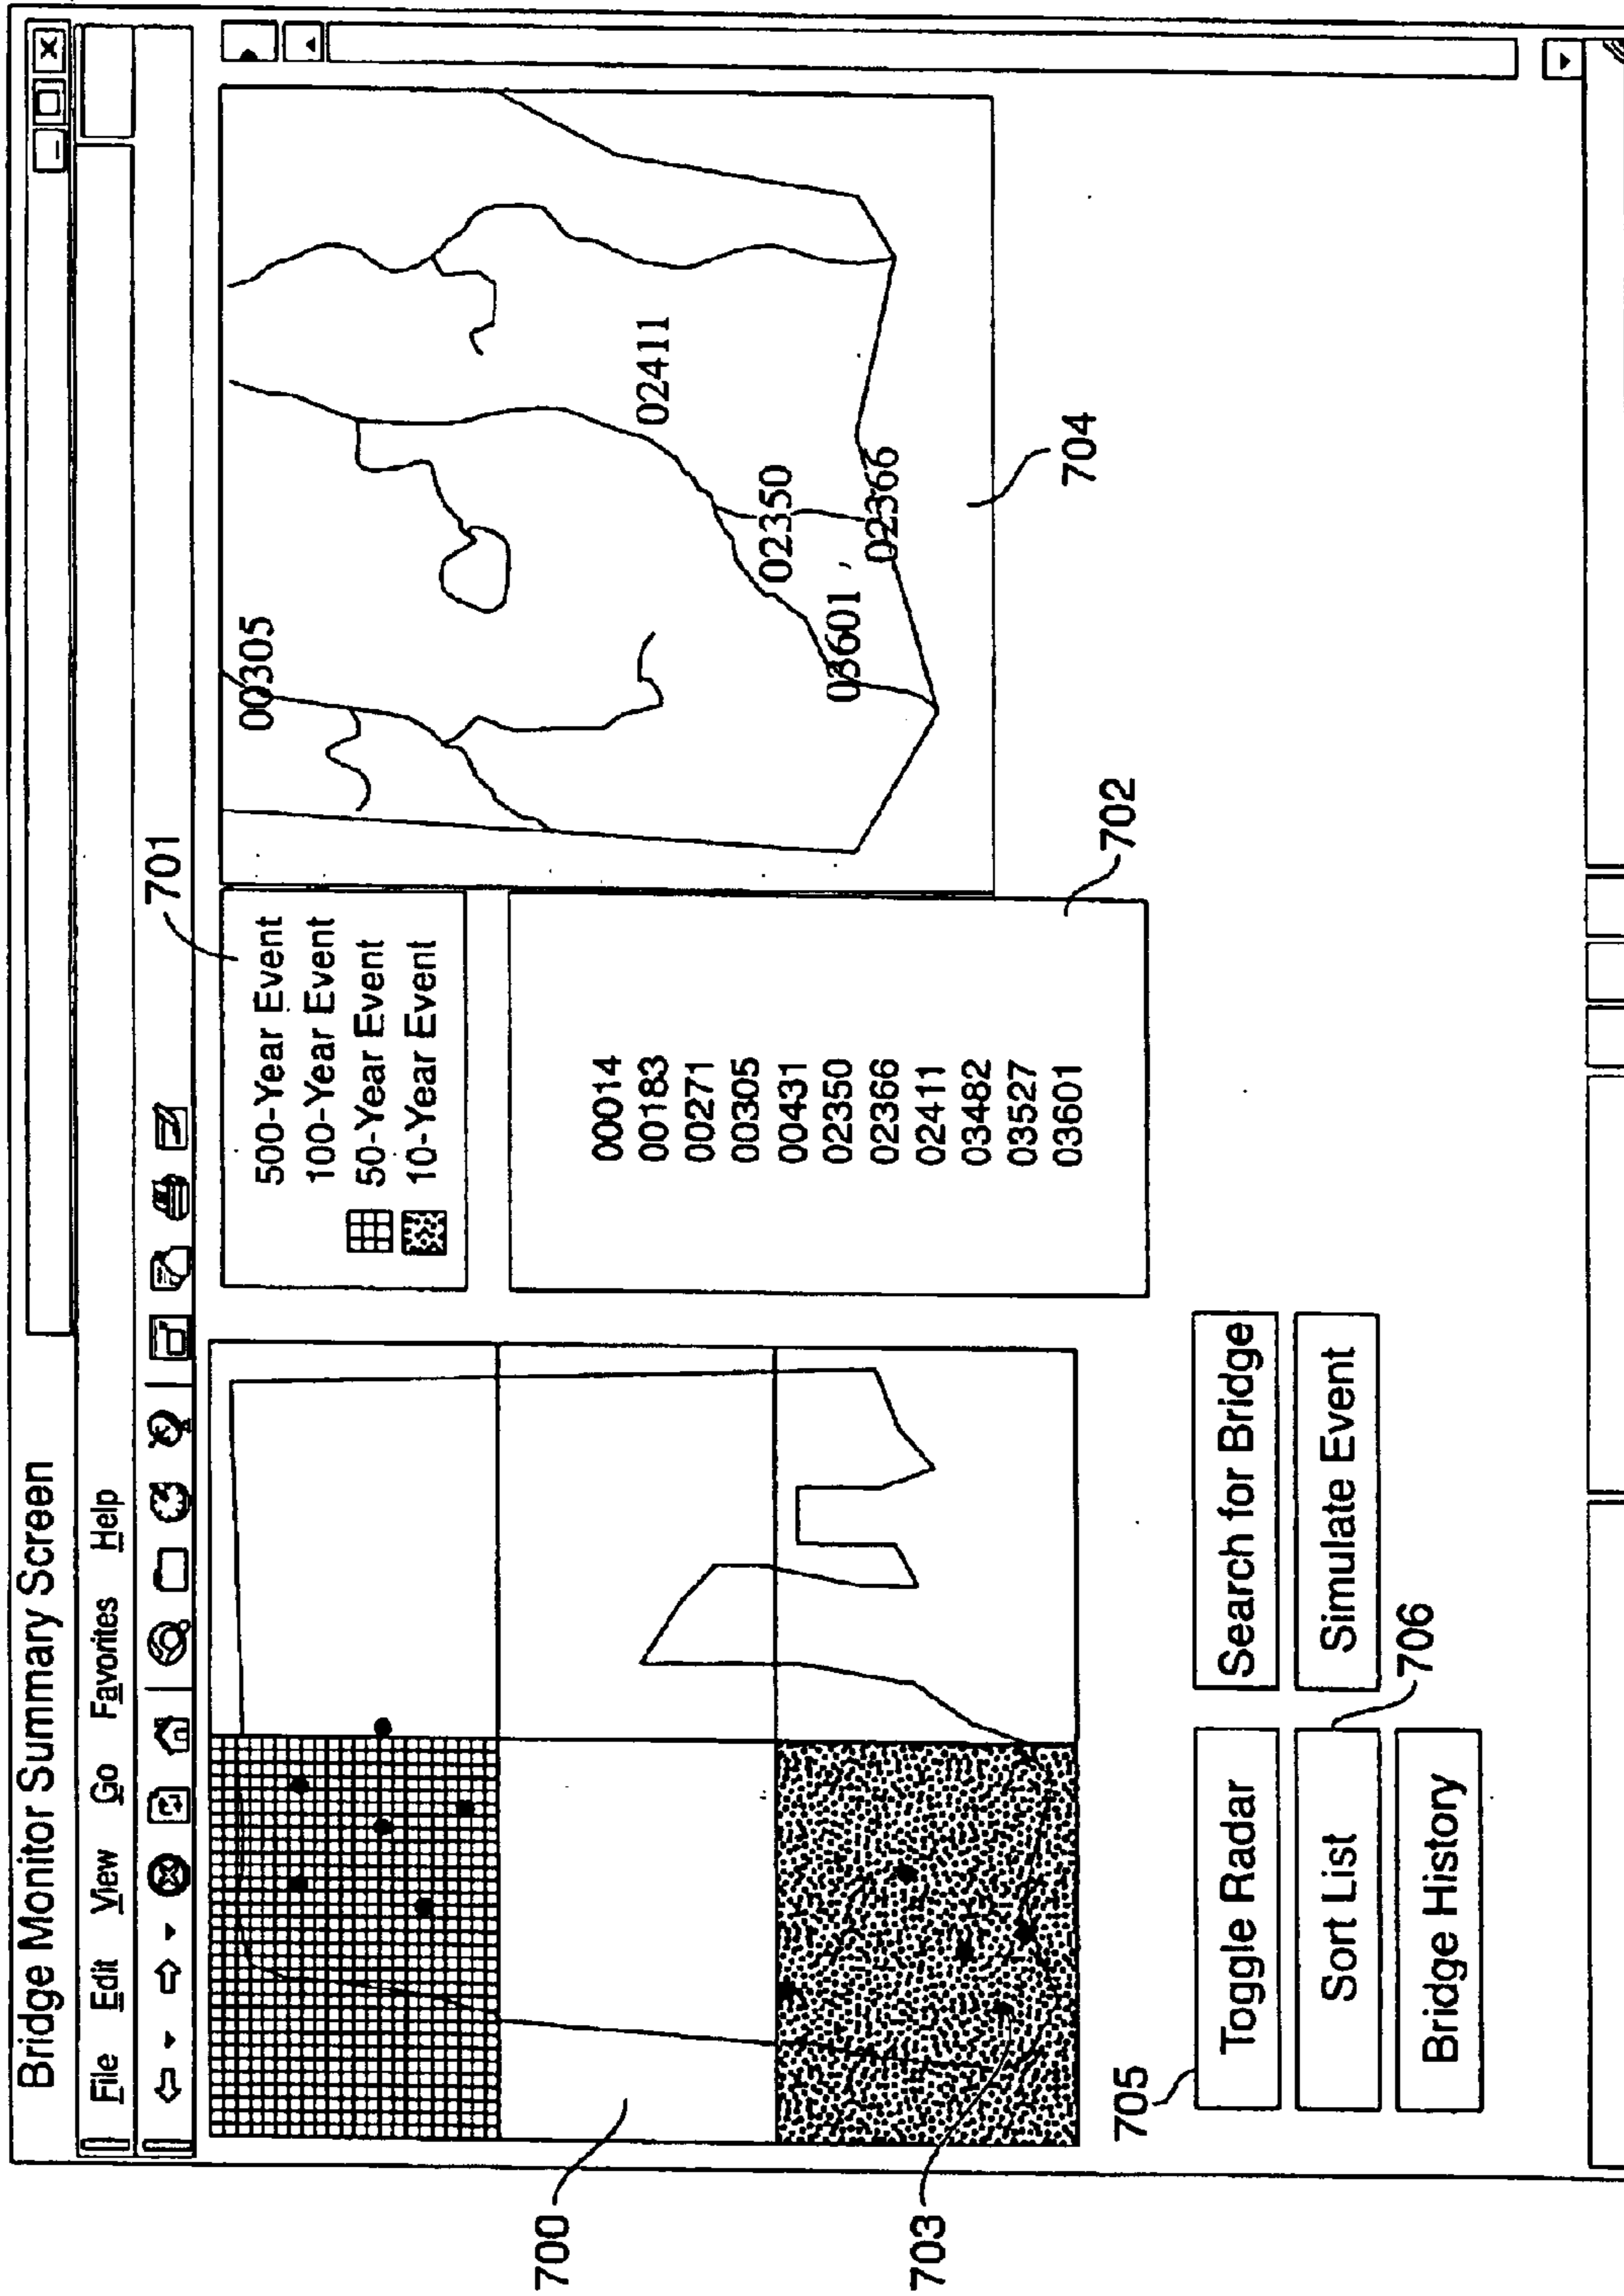 Bridge Monitor Summary Screen
File Edit View Go Favorites Help
701
500-Year Event
100-Year Event
50-Year Event
10-Year Event
00014
00183
00271
00305
00431
02350
02366
02411
03482
03527
03601
702
00305
02411
02350
03601
02366
704
700
703
705
Toggle Radar
Search for Bridge
Sort List
Simulate Event
706
Bridge History